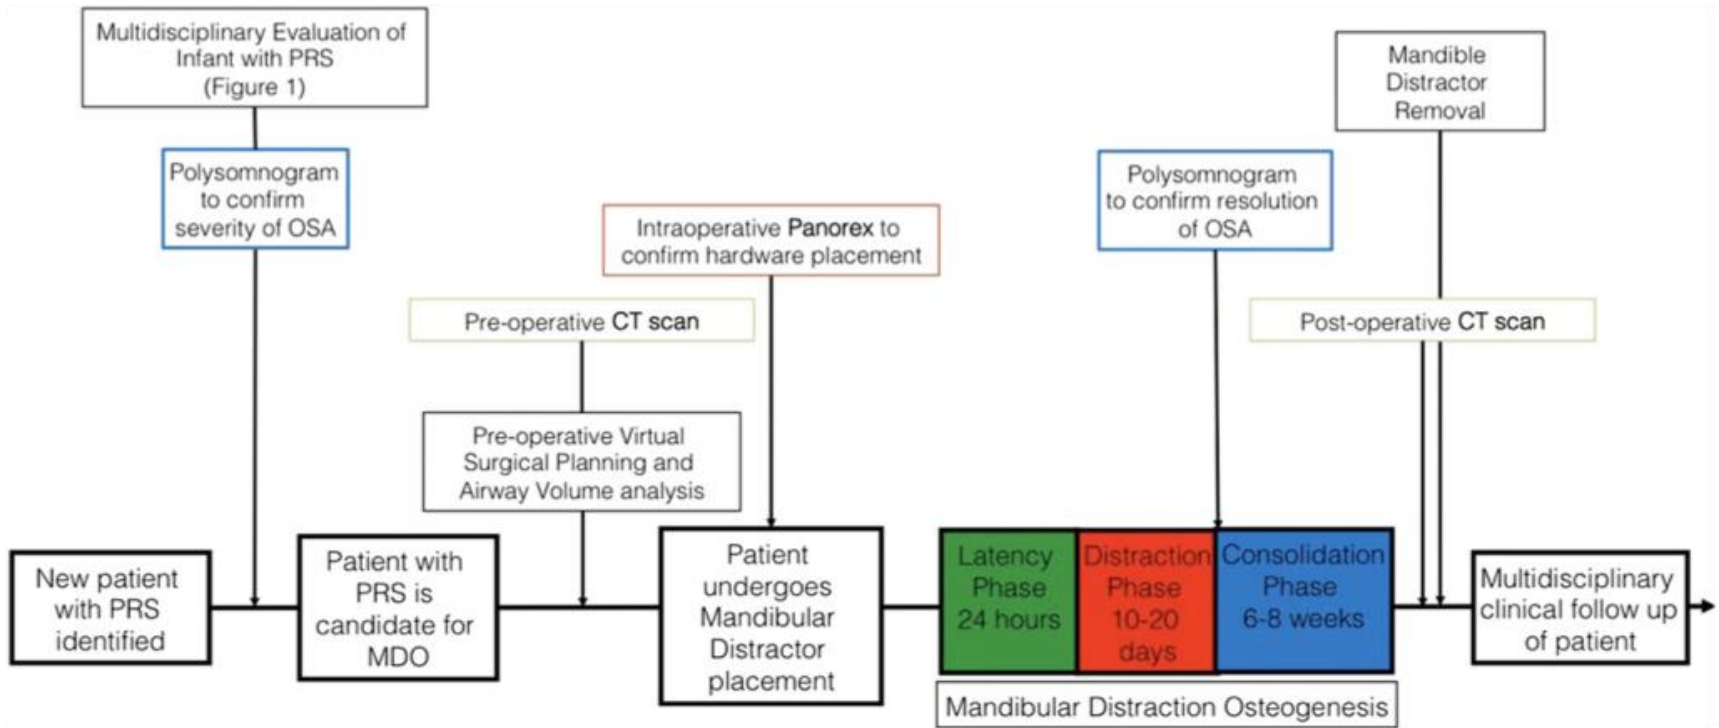 Multidisciplinary Evaluation of
Infant with PRS
(Figure 1)
Polysomnogram
to confirm
severity of OSA
Pre-operative CT scan
Pre-operative Virtual
Surgical Planning and
Airway Volume analysis
Intraoperative Panorex to
confirm hardware placement
Polysomnogram
to confirm resolution
of OSA
Mandible
Distractor
Removal
Post-operative CT scan
New patient
with PRS
identified
Patient with
PRS is
candidate for
MDO
Patient
undergoes
Mandibular
Distractor
placement
Latency
Phase
24 hours
Distraction
Phase
10-20
days
Consolidation
Phase
6-8 weeks
Mandibular Distraction Osteogenesis
Multidisciplinary
clinical follow up
of patient